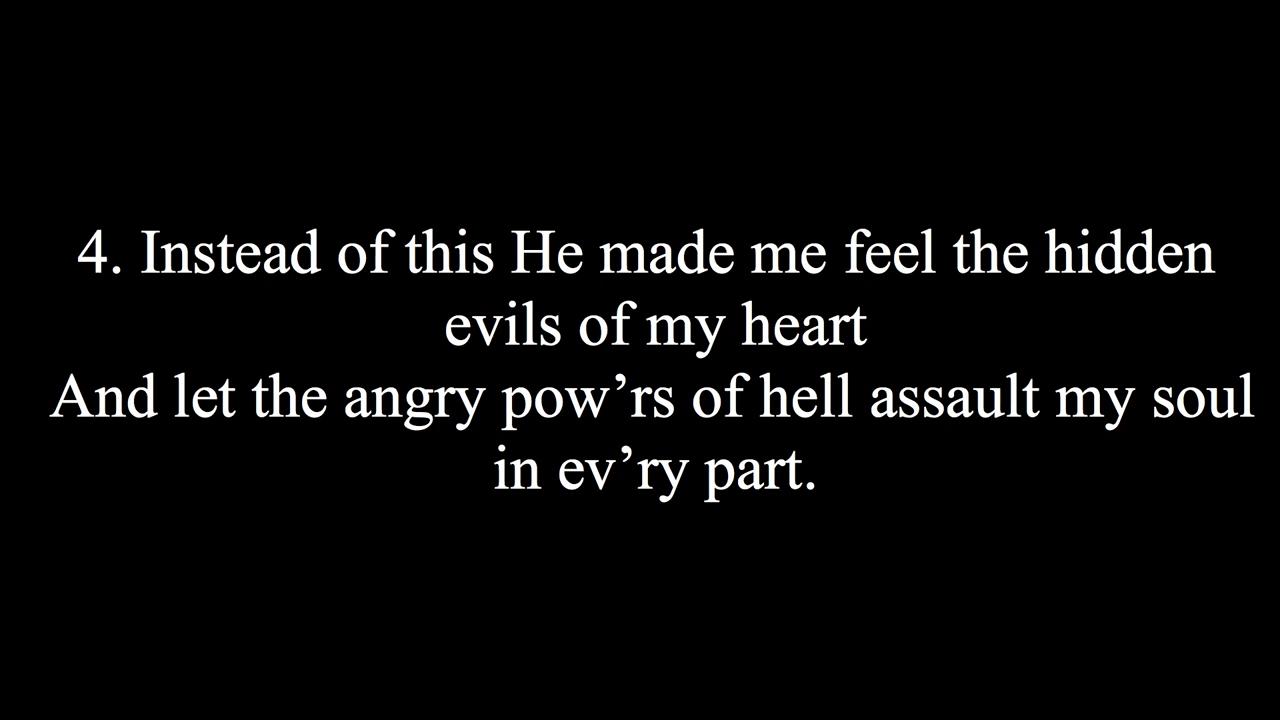 4. Instead of this He made me feel the hidden
evils of my heart
And let the angry pow’rs of hell assault my soul
in ev’ry part.